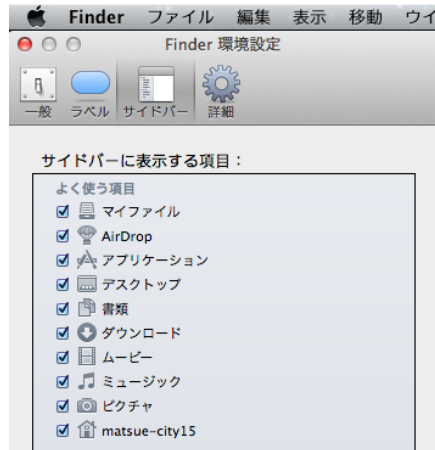 Finder ファイル 編集 表示 移動 ウイ
Finder 環境設定
一般 ラベル サイドバー 詳細
サイドバーに表示する項目：
よく使う項目
マイファイル
AirDrop
アプリケーション
デスクトップ
書類
ダウンロード
ムービー
ミュージック
ピクチャ
matsue-city15